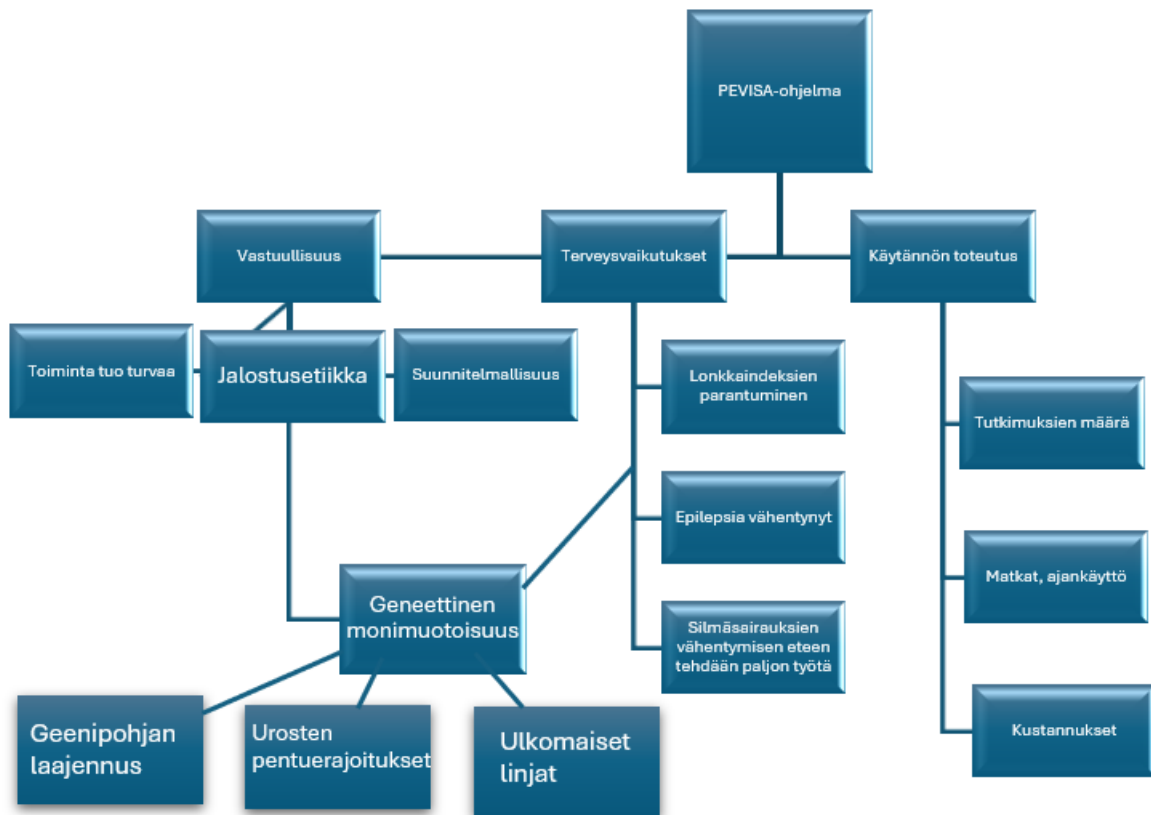 PEVISA-ohjelma
Vastuullisuus
Terveysvaikutukset
Käytännön toteutus
Toiminta tuo turvaa
Jalostusetiikka
Suunnitelmallisuus
Lonkkaindeksien
parantuminen
Tutkimuksien määrä
Epilepsia vähentynyt
Matkat, ajankäyttö
Geneettinen
monimuotoisuus
Silmäsairauksien
vähentymisen eteen
tehdään paljon työtä
Kustannukset
Geenipohjan
laajennus
Urosten
pentuerajoitukset
Ulkomaiset
linjat